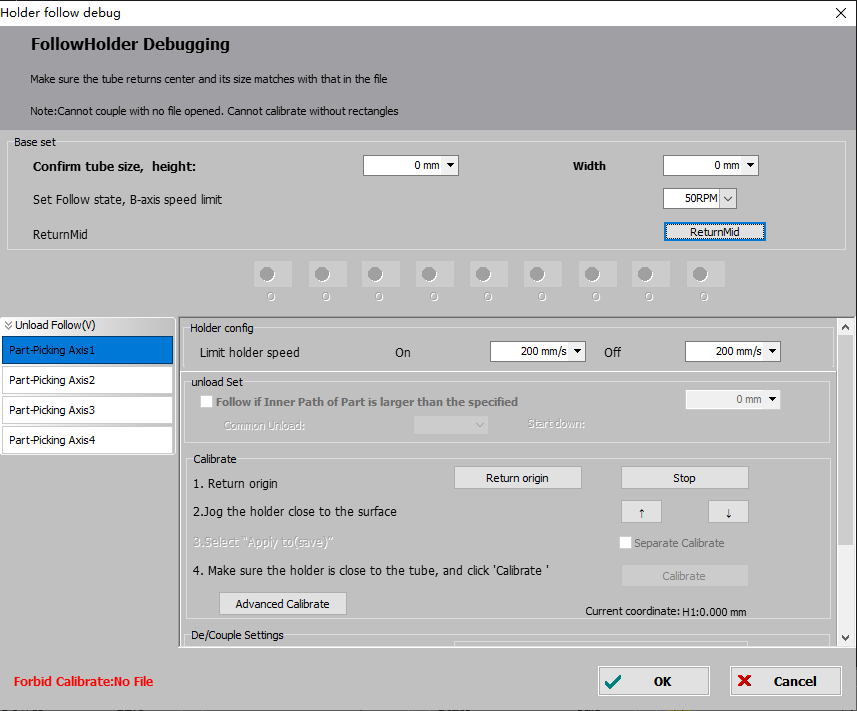 Holder follow debug
FollowHolder Debugging
Make sure the tube returns center and its size matches with that in the file
Note:Cannot couple with no file opened. Cannot calibrate without rectangles
Base set
Confirm tube size, height: 0 mm Width 0 mm
Set Follow state, B-axis speed limit 50RPM
ReturnMid ReturnMid
0 0 0 0 0 0 0 0 0
Unload Follow(V)
Part-Picking Axis1
Part-Picking Axis2
Part-Picking Axis3
Part-Picking Axis4
Holder config
Limit holder speed On 200 mm/s Off 200 mm/s
unload Set
Follow if Inner Path of Part is larger than the specified 0 mm
Common Unload: Start down:
Calibrate
1. Return origin Return origin Stop
2.Jog the holder close to the surface ↑ ↓
3.Select "Apply to(save)" Separate Calibrate
4. Make sure the holder is close to the tube, and click 'Calibrate ' Calibrate
Advanced Calibrate
Current coordinate: H1:0.000 mm
De/Couple Settings
Forbid Calibrate:No File OK Cancel